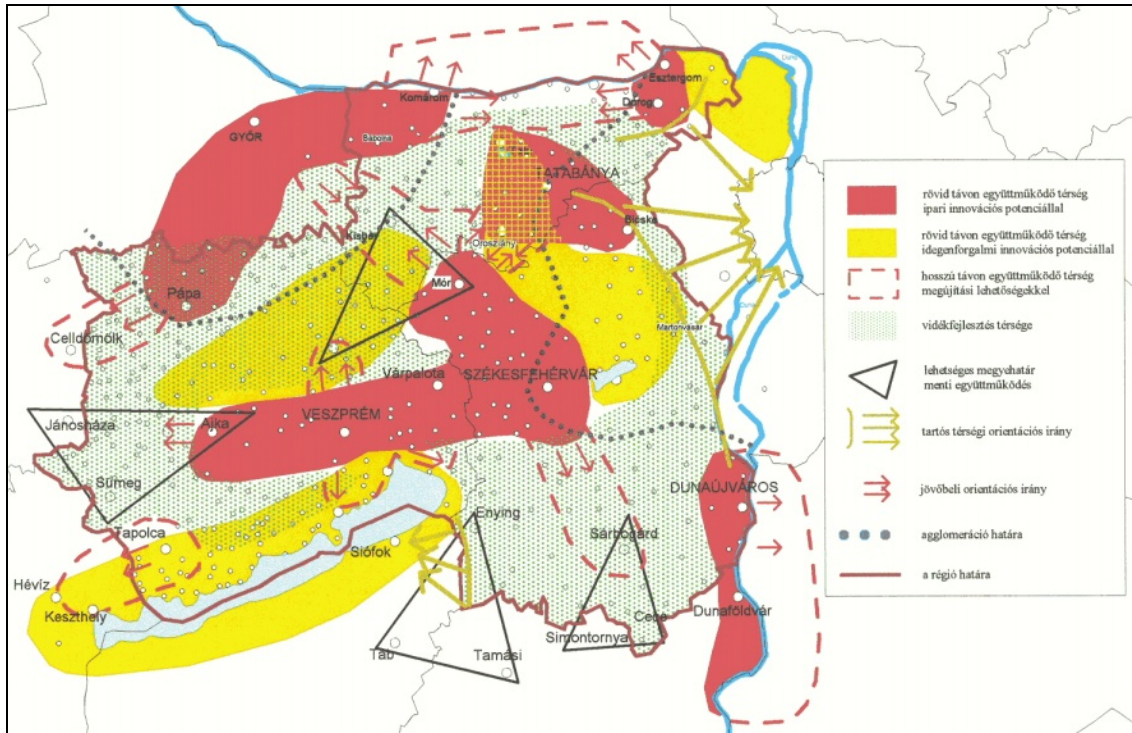 Duna
Esztergom
Komárom
Dorog
GYŐR
Bábolna
TATABÁNYA
Bicske
Kisbér
Oroszlány
Mór
Pápa
Martonvásár
Duna
Celldömölk
Várpalota
SZÉKESFEHÉRVÁR
VESZPRÉM
Jánosháza
Ajka
Sümeg
DUNAÚJVÁROS
Enying
Tapolca
Sárbogárd
Siófok
Hévíz
Keszthely
Cece
Dunaföldvár
Simontornya
Tab
Tamási
rövid távon együttműködő térség
ipari innovációs potenciállal
rövid távon együttműködő térség
idegenforgalmi innovációs potenciállal
hosszú távon együttműködő térség
megújítási lehetőségekkel
vidékfejlesztés térsége
lehetséges megyehatár
menti együttműködés
tartós térségi orientációs irány
jövőbeli orientációs irány
agglomeráció határa
a régió határa